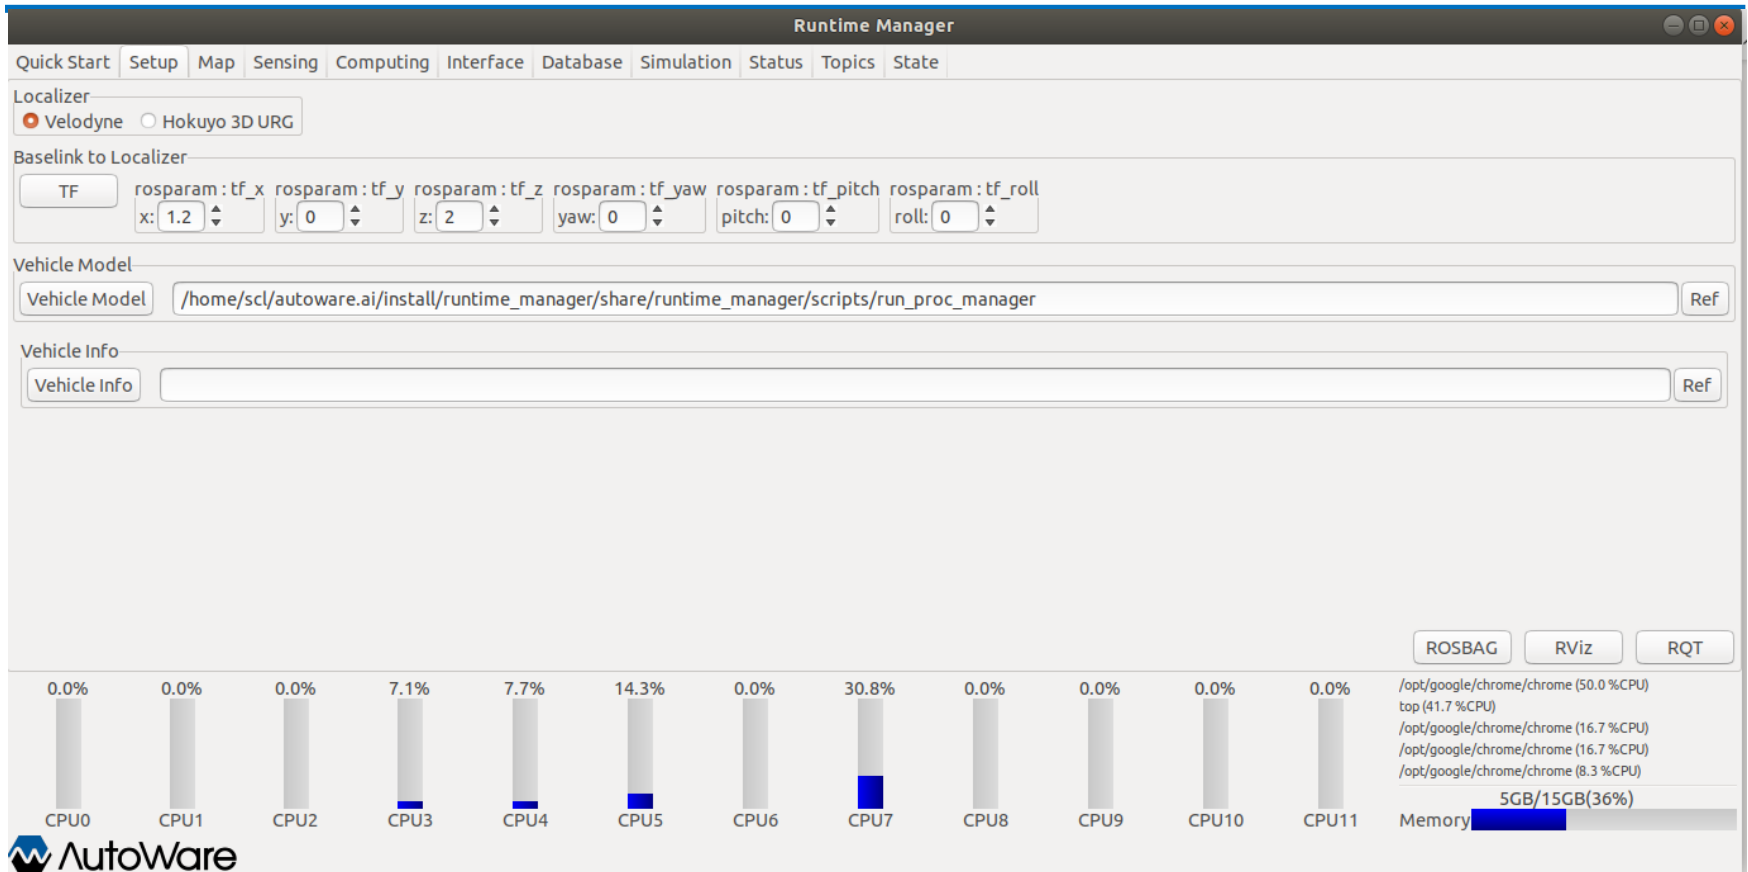 Runtime Manager
Quick Start Setup Map Sensing Computing Interface Database Simulation Status Topics State
Localizer
Velodyne Hokuyo 3D URG
Baselink to Localizer
TF
rosparam : tf_x rosparam : tf_y rosparam : tf_z rosparam : tf_yaw rosparam : tf_pitch rosparam : tf_roll
x: 1.2 y: 0 z: 2 yaw: 0 pitch: 0 roll: 0
Vehicle Model
Vehicle Model /home/scl/autoware.ai/install/runtime_manager/share/runtime_manager/scripts/run_proc_manager Ref
Vehicle Info
Vehicle Info Ref
ROSBAG RViz RQT
0.0% 0.0% 0.0% 7.1% 7.7% 14.3% 0.0% 30.8% 0.0% 0.0% 0.0% 0.0%
CPU0 CPU1 CPU2 CPU3 CPU4 CPU5 CPU6 CPU7 CPU8 CPU9 CPU10 CPU11
/opt/google/chrome/chrome (50.0 %CPU)
top (41.7 %CPU)
/opt/google/chrome/chrome (16.7 %CPU)
/opt/google/chrome/chrome (16.7 %CPU)
/opt/google/chrome/chrome (8.3 %CPU)
5GB/15GB(36%)
Memory
AutoWare